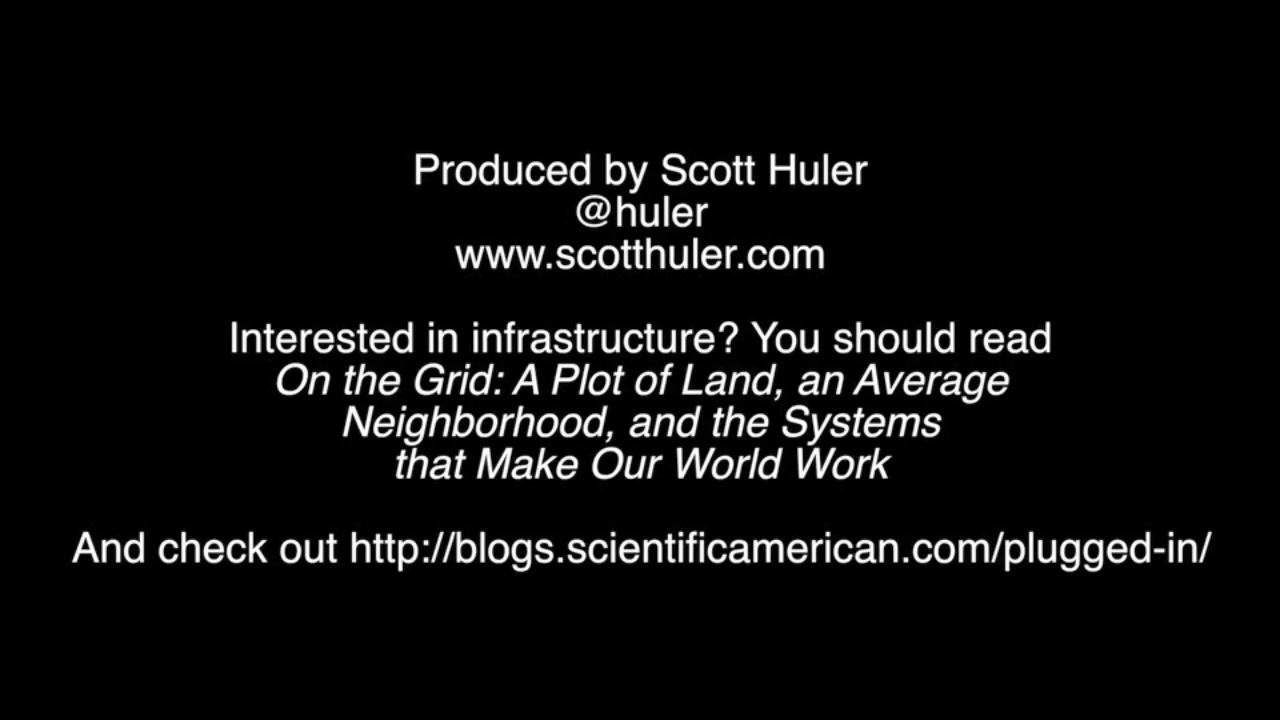 Produced by Scott Huler
@huler
www.scotthuler.com
Interested in infrastructure? You should read
On the Grid: A Plot of Land, an Average
Neighborhood, and the Systems
that Make Our World Work
And check out http://blogs.scientificamerican.com/plugged-in/